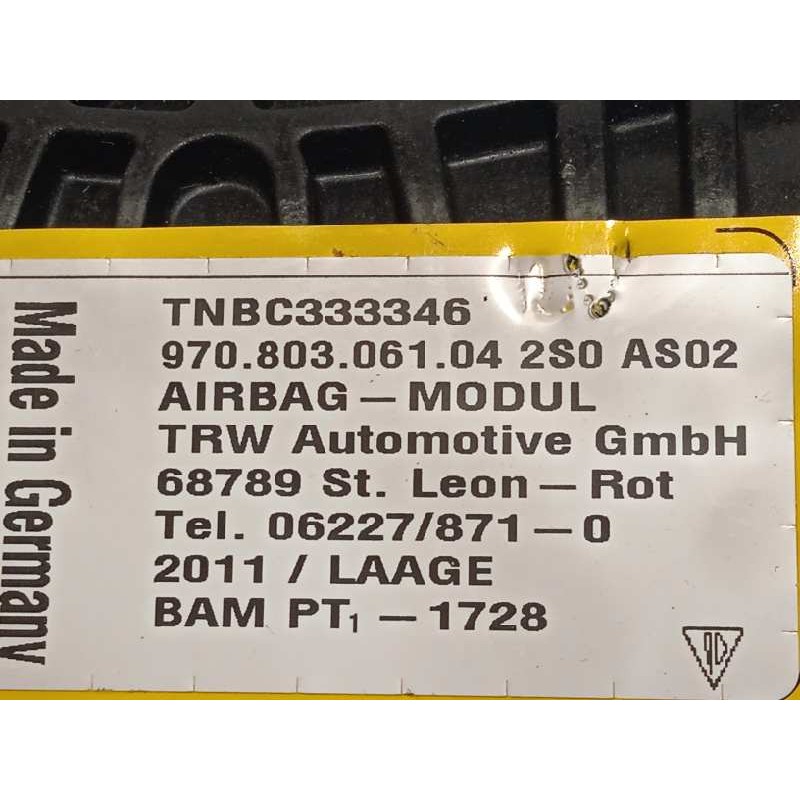 TNBC333346
970.803.061.04 2S0 AS02
AIRBAG – MODUL
TRW Automotive GmbH
68789 St. Leon – Rot
Tel. 06227/871 – 0
2011 / LAAGE
BAM PT₁ – 1728
Made in Germany